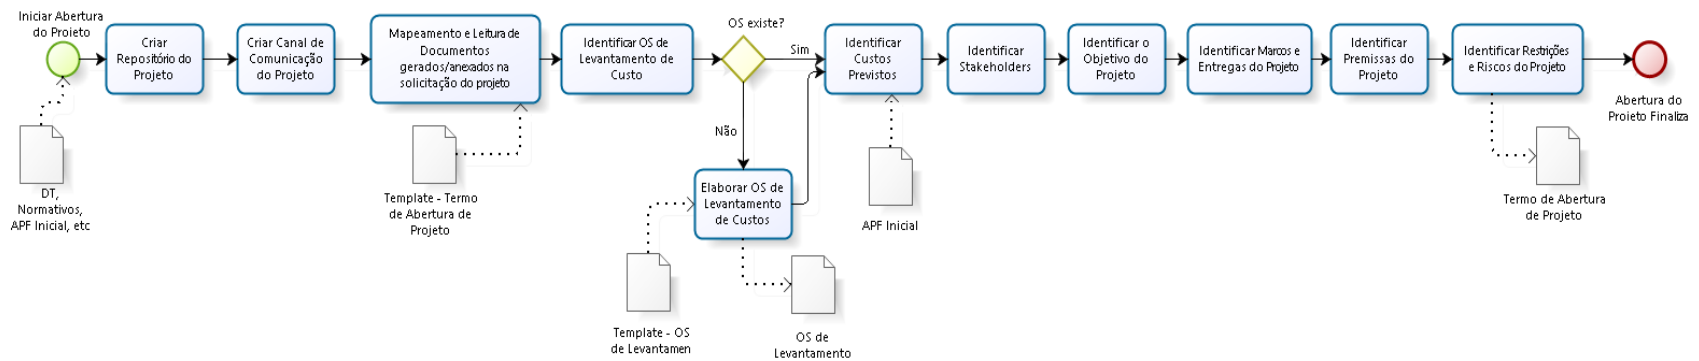 Iniciar Abertura
do Projeto
Criar
Repositório do
Projeto
Criar Canal de
Comunicação
do Projeto
Mapeamento e Leitura de
Documentos
gerados/anexados na
solicitação do projeto
Identificar OS de
Levantamento de
Custo
OS existe?
Sim
Não
Identificar
Custos
Previstos
Identificar
Stakeholders
Identificar o
Objetivo do
Projeto
Identificar Marcos e
Entregas do Projeto
Identificar
Premissas do
Projeto
Identificar Restrições
e Riscos do Projeto
Abertura do
Projeto Finaliza
DT,
Normativos,
APF Inicial, etc
Template - Termo
de Abertura de
Projeto
Elaborar OS de
Levantamento
de Custos
APF Inicial
Termo de Abertura
de Projeto
Template - OS
de Levantamen
OS de
Levantamento